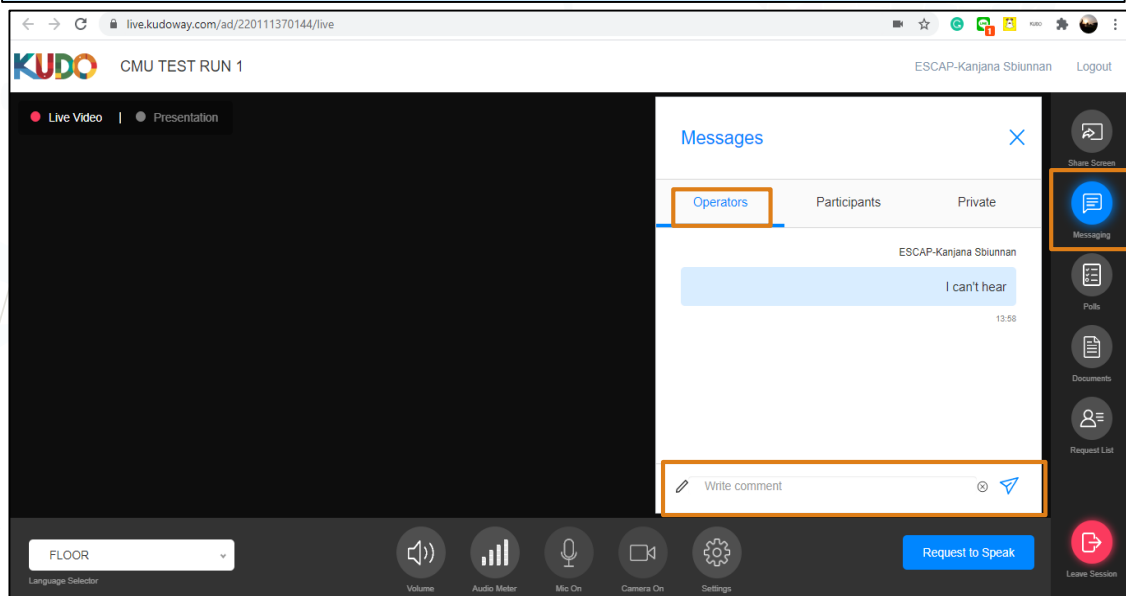 live.kudoway.com/ad/220111370144/live
KUDO CMU TEST RUN 1 ESCAP-Kanjana Sbiunnan Logout
Live Video | Presentation
Messages
Operators Participants Private
ESCAP-Kanjana Sbiunnan
I can't hear
13:58
Write comment
Share Screen
Messaging
Polls
Documents
Request List
FLOOR
Language Selector
Volume Audio Meter Mic On Camera On Settings
Request to Speak
Leave Session